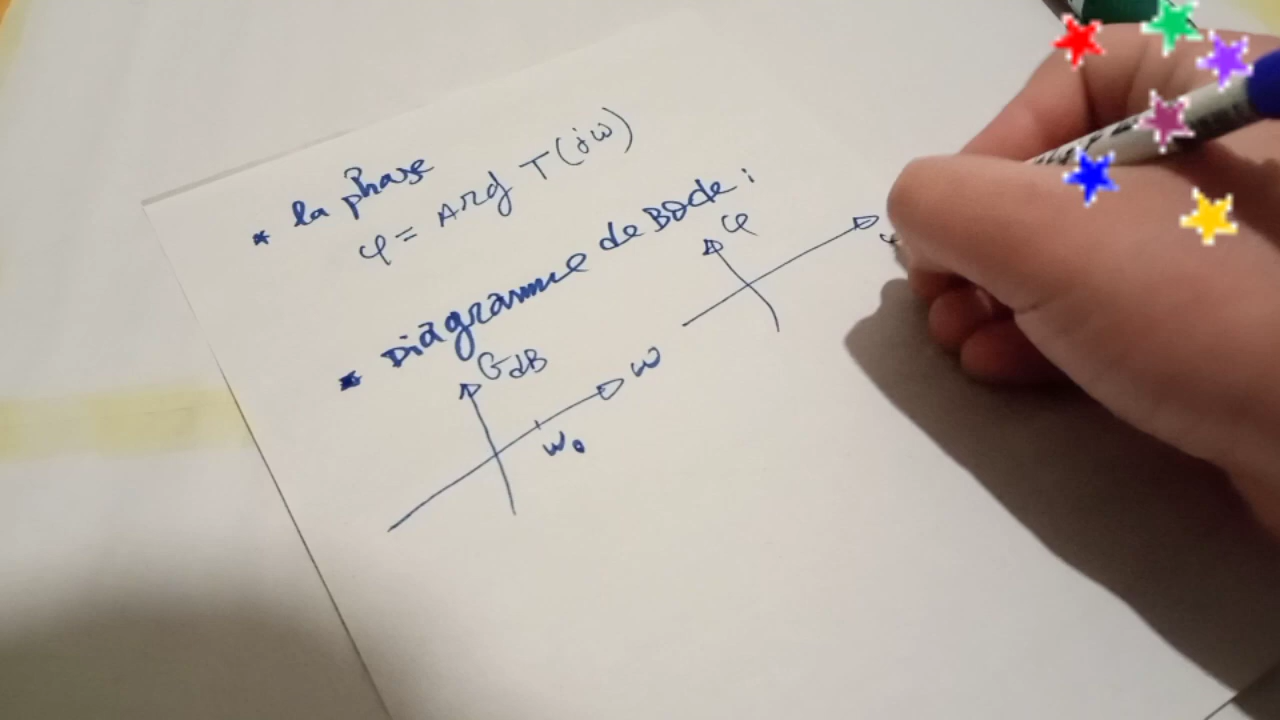 * la phase
φ = Arg T(jω)
* Diagramme de Bode :
GdB
ω
ω₀
φ